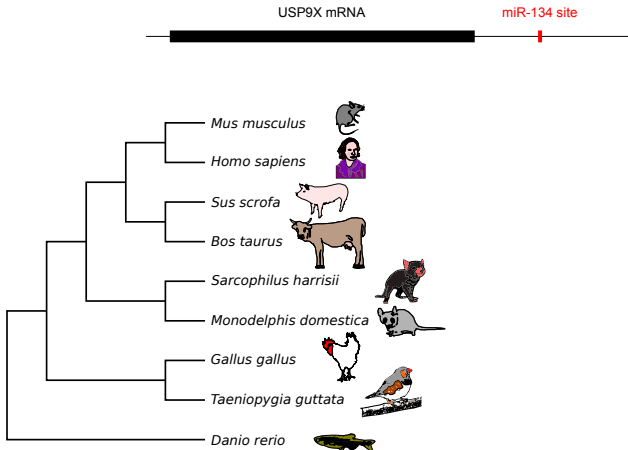 USP9X mRNA
miR-134 site
Mus musculus
Homo sapiens
Sus scrofa
Bos taurus
Sarcophilus harrisii
Monodelphis domestica
Gallus gallus
Taeniopygia guttata
Danio rerio